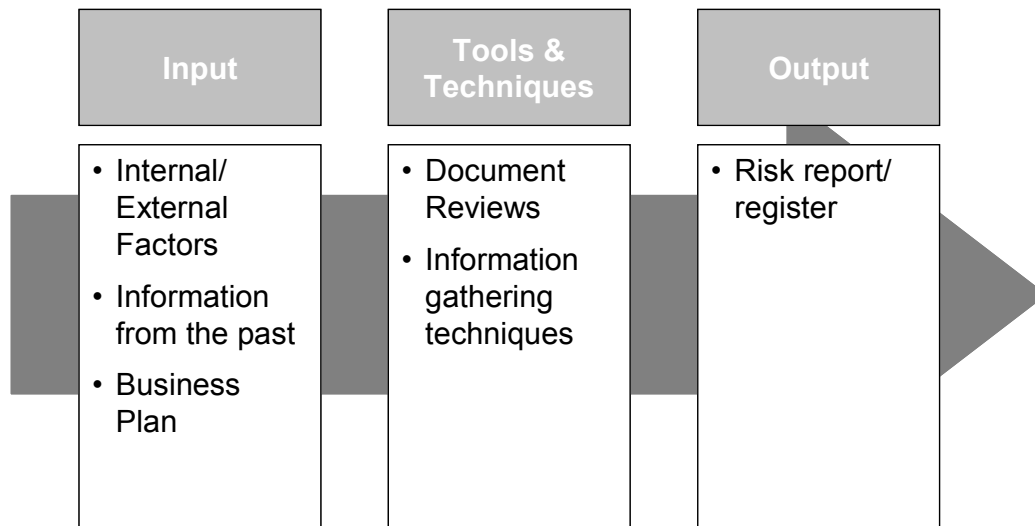 Input
• Internal/
External
Factors
• Information
from the past
• Business
Plan
Tools &
Techniques
• Document
Reviews
• Information
gathering
techniques
Output
• Risk report/
register